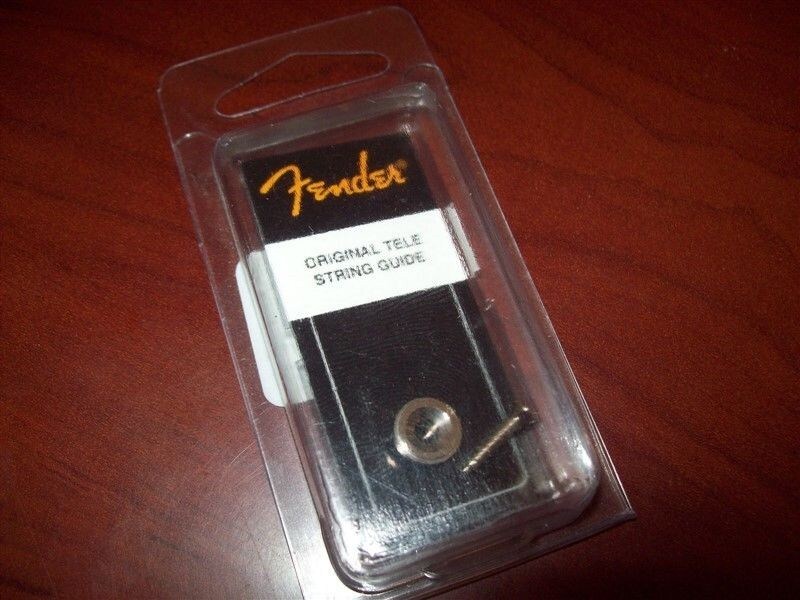 Fender®
ORIGINAL TELE
STRING GUIDE